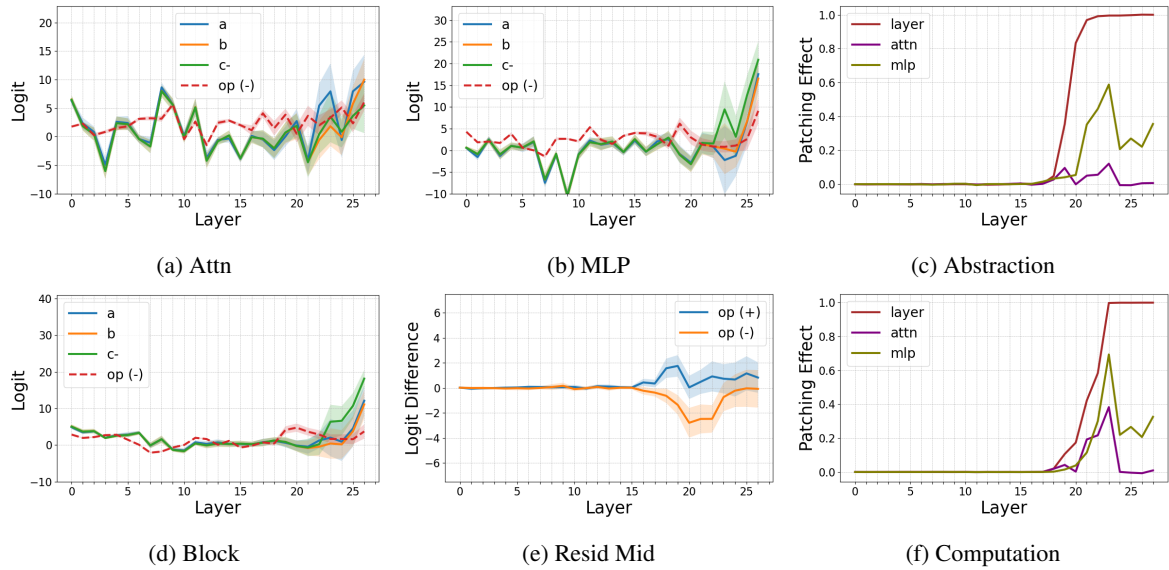 a
b
c-
op (-)
20
15
10
5
0
-5
-10
Logit
0 5 10 15 20 25
Layer
(a) Attn
a
b
c-
op (-)
35
30
25
20
15
10
5
0
-5
-10
Logit
0 5 10 15 20 25
Layer
(b) MLP
layer
attn
mlp
1.0
0.8
0.6
0.4
0.2
0.0
Patching Effect
0 5 10 15 20 25
Layer
(c) Abstraction
a
b
c-
op (-)
40
30
20
10
0
-10
Logit
0 5 10 15 20 25
Layer
(d) Block
op (+)
op (-)
6
4
2
0
-2
-4
-6
Logit Difference
0 5 10 15 20 25
Layer
(e) Resid Mid
layer
attn
mlp
1.0
0.8
0.6
0.4
0.2
0.0
Patching Effect
0 5 10 15 20 25
Layer
(f) Computation